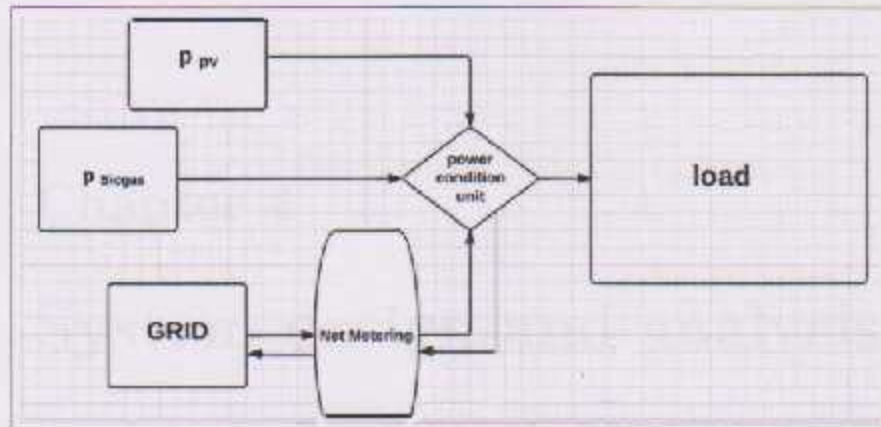 P PV
P Biogas
power
condition
unit
load
GRID
Net Metering